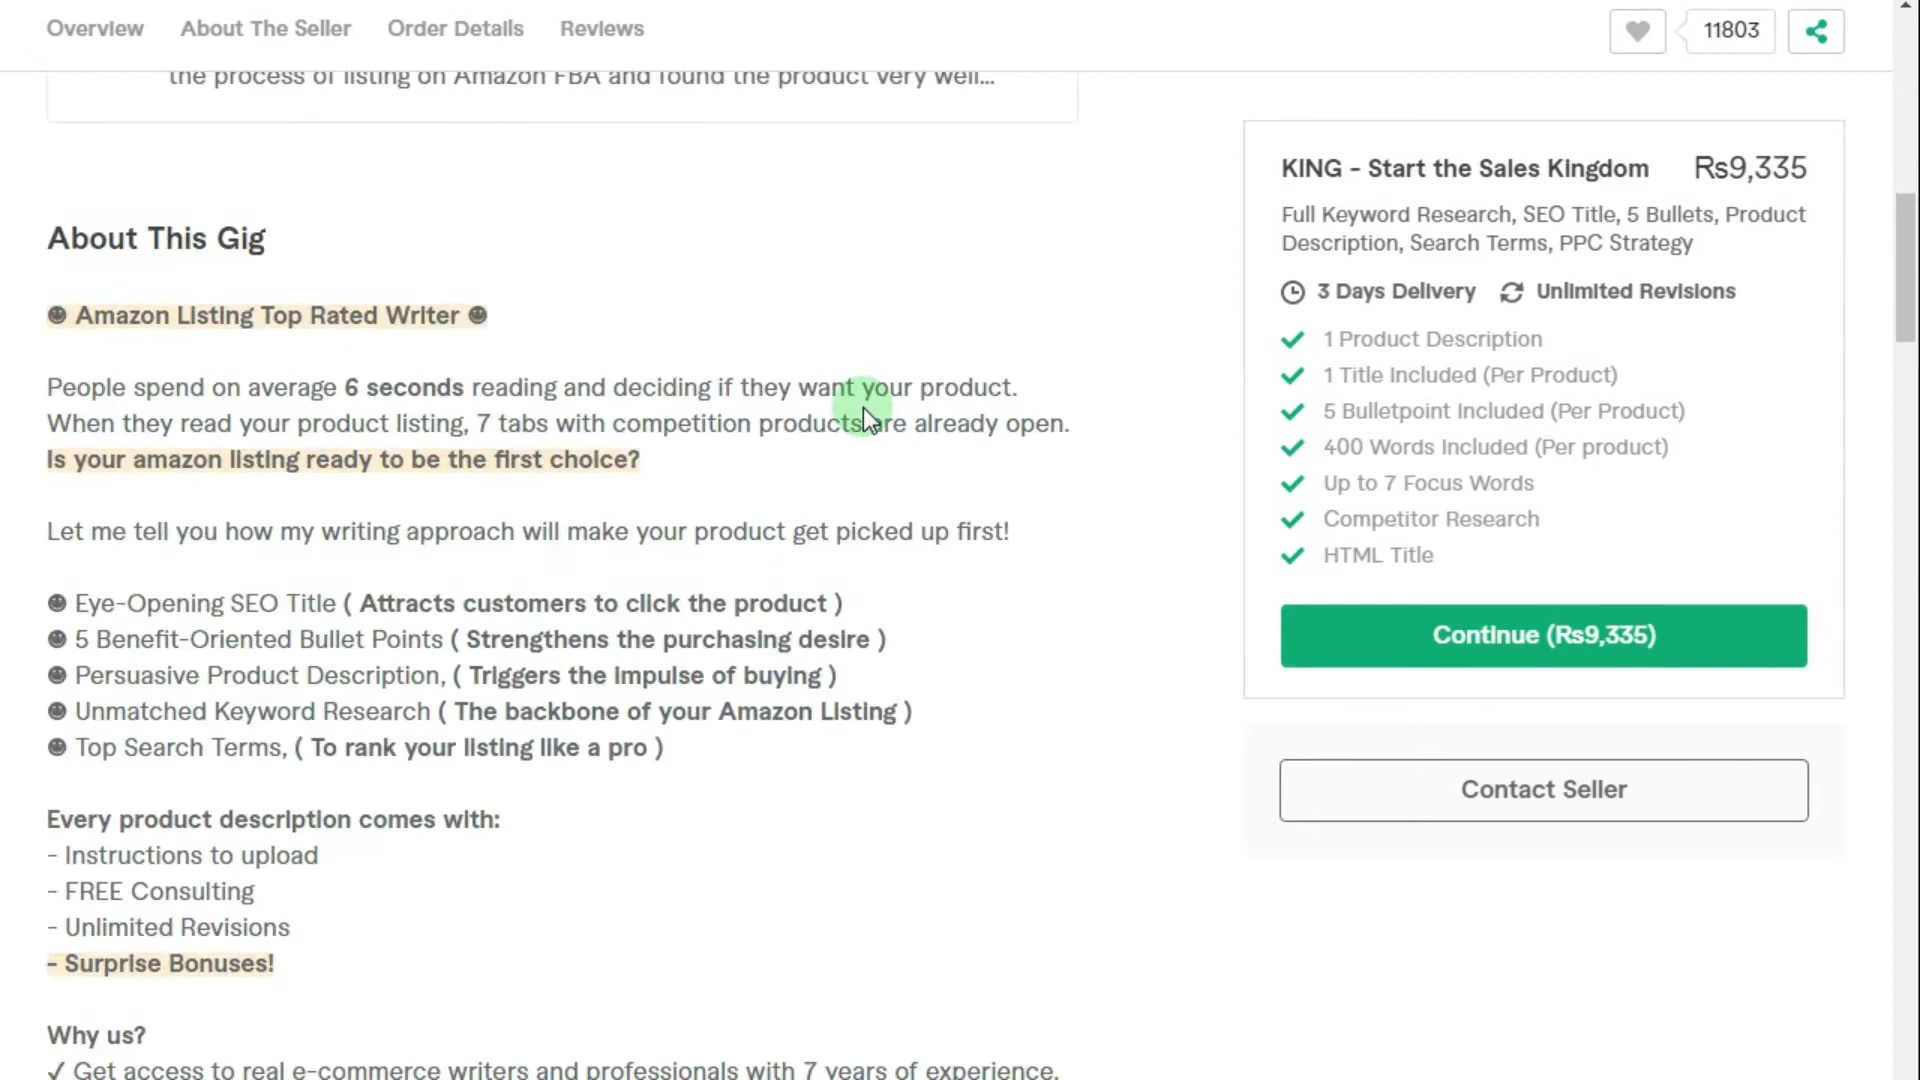 Overview About The Seller Order Details Reviews 11803
the process of listing on Amazon FBA and found the product very well...
About This Gig
Amazon Listing Top Rated Writer
People spend on average 6 seconds reading and deciding if they want your product.
When they read your product listing, 7 tabs with competition products are already open.
Is your amazon listing ready to be the first choice?
Let me tell you how my writing approach will make your product get picked up first!
Eye-Opening SEO Title ( Attracts customers to click the product )
5 Benefit-Oriented Bullet Points ( Strengthens the purchasing desire )
Persuasive Product Description, ( Triggers the impulse of buying )
Unmatched Keyword Research ( The backbone of your Amazon Listing )
Top Search Terms, ( To rank your listing like a pro )
Every product description comes with:
- Instructions to upload
- FREE Consulting
- Unlimited Revisions
- Surprise Bonuses!
Why us?
✓ Get access to real e-commerce writers and professionals with 7 years of experience.
KING - Start the Sales Kingdom Rs9,335
Full Keyword Research, SEO Title, 5 Bullets, Product
Description, Search Terms, PPC Strategy
3 Days Delivery Unlimited Revisions
1 Product Description
1 Title Included (Per Product)
5 Bulletpoint Included (Per Product)
400 Words Included (Per product)
Up to 7 Focus Words
Competitor Research
HTML Title
Continue (Rs9,335)
Contact Seller